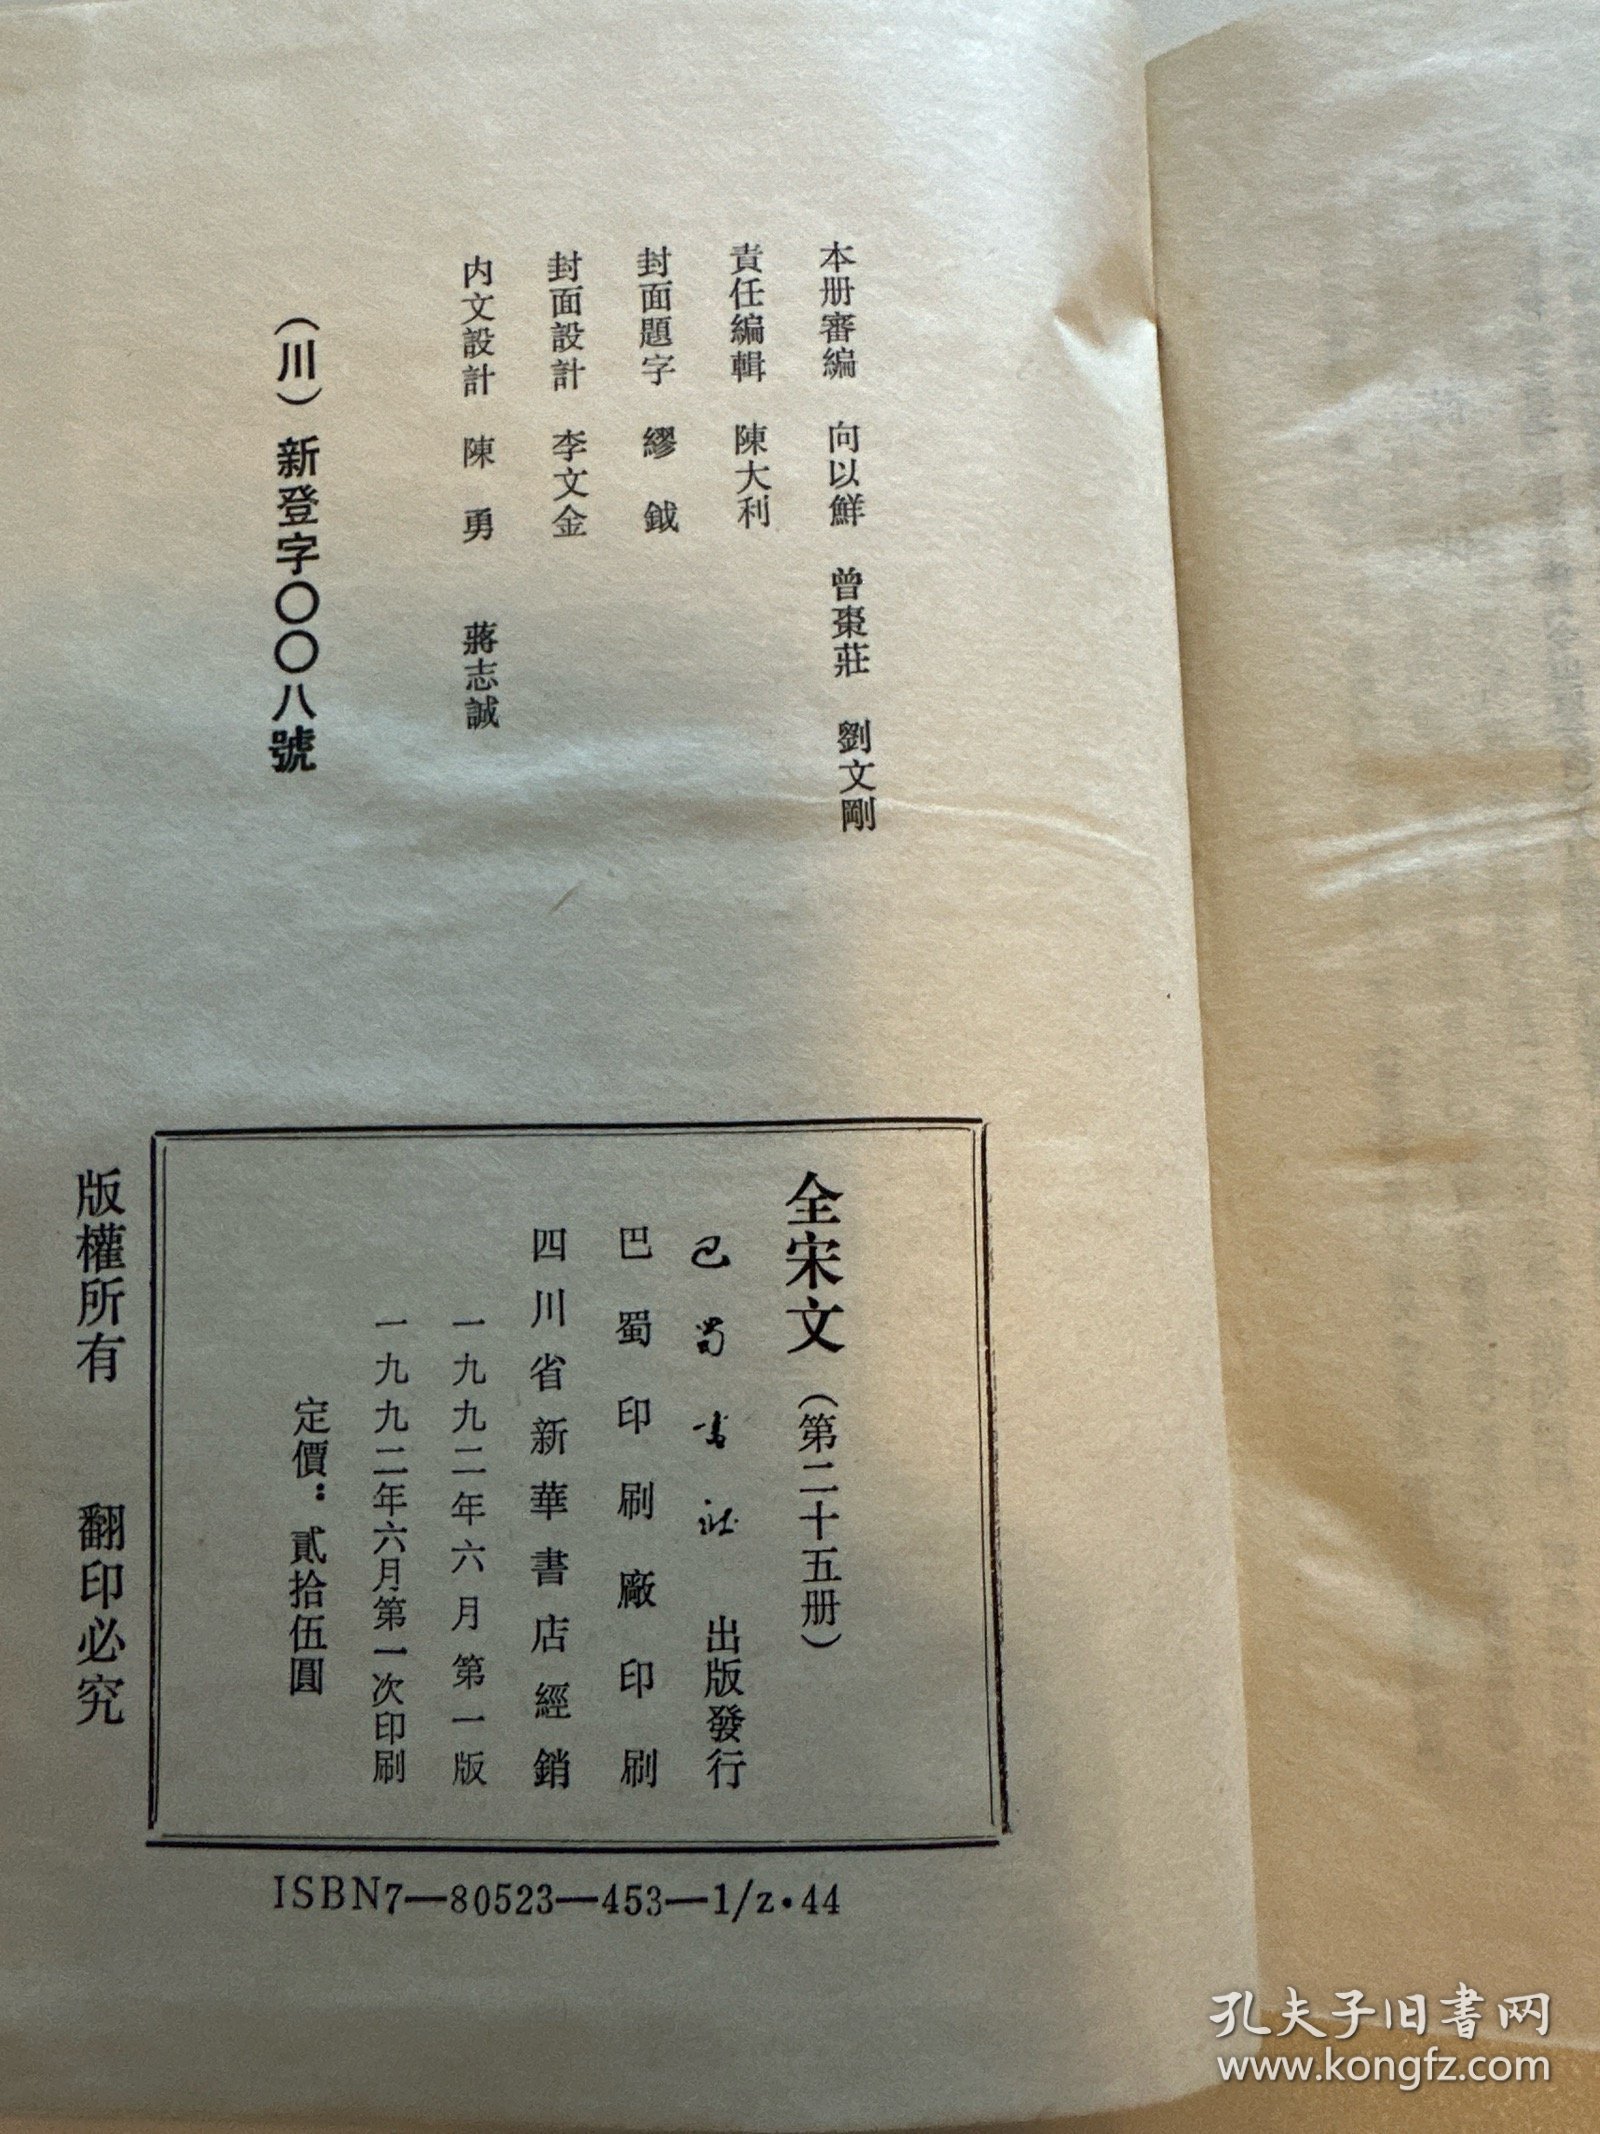 本册審編　向以鮮　曾棗莊　劉文剛
責任編輯　陳大利
封面題字　繆　鉞
封面設計　李文金
内文設計　陳　勇　蔣志誠
（川）新登字〇〇八號
全宋文（第二十五册）
巴蜀書社　出版發行
巴蜀印刷廠印刷
四川省新華書店經銷
一九九二年六月第一版
一九九二年六月第一次印刷
定價：貳拾伍圓
版權所有　翻印必究
ISBN7—80523—453—1/z·44
孔夫子旧書网
www.kongfz.com